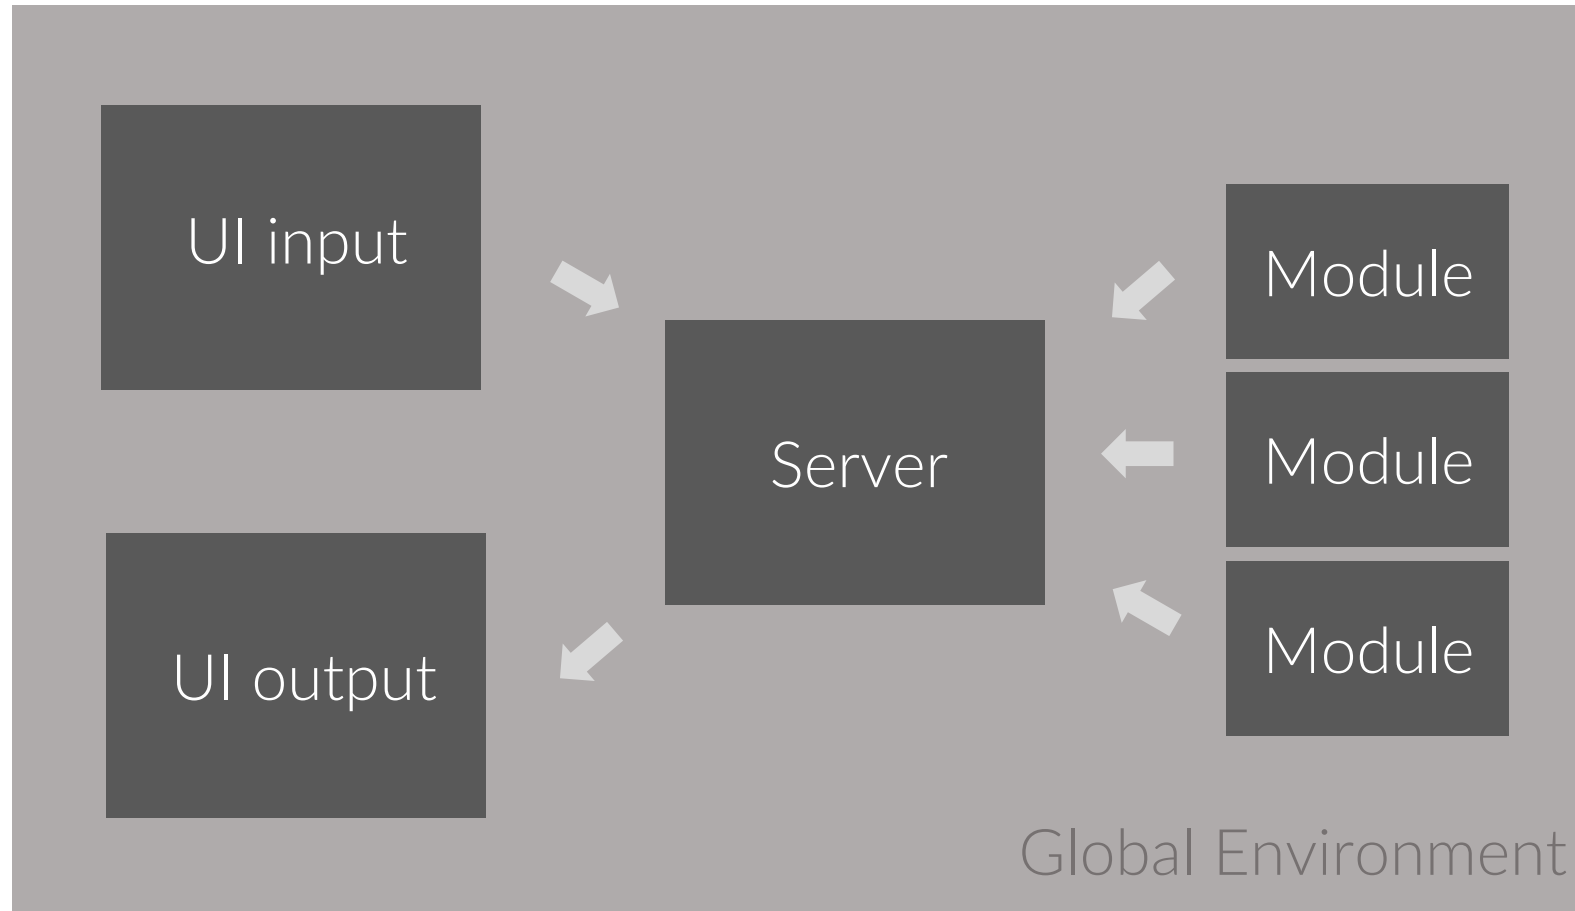 UI input
Server
UI output
Module
Module
Module
Global Environment